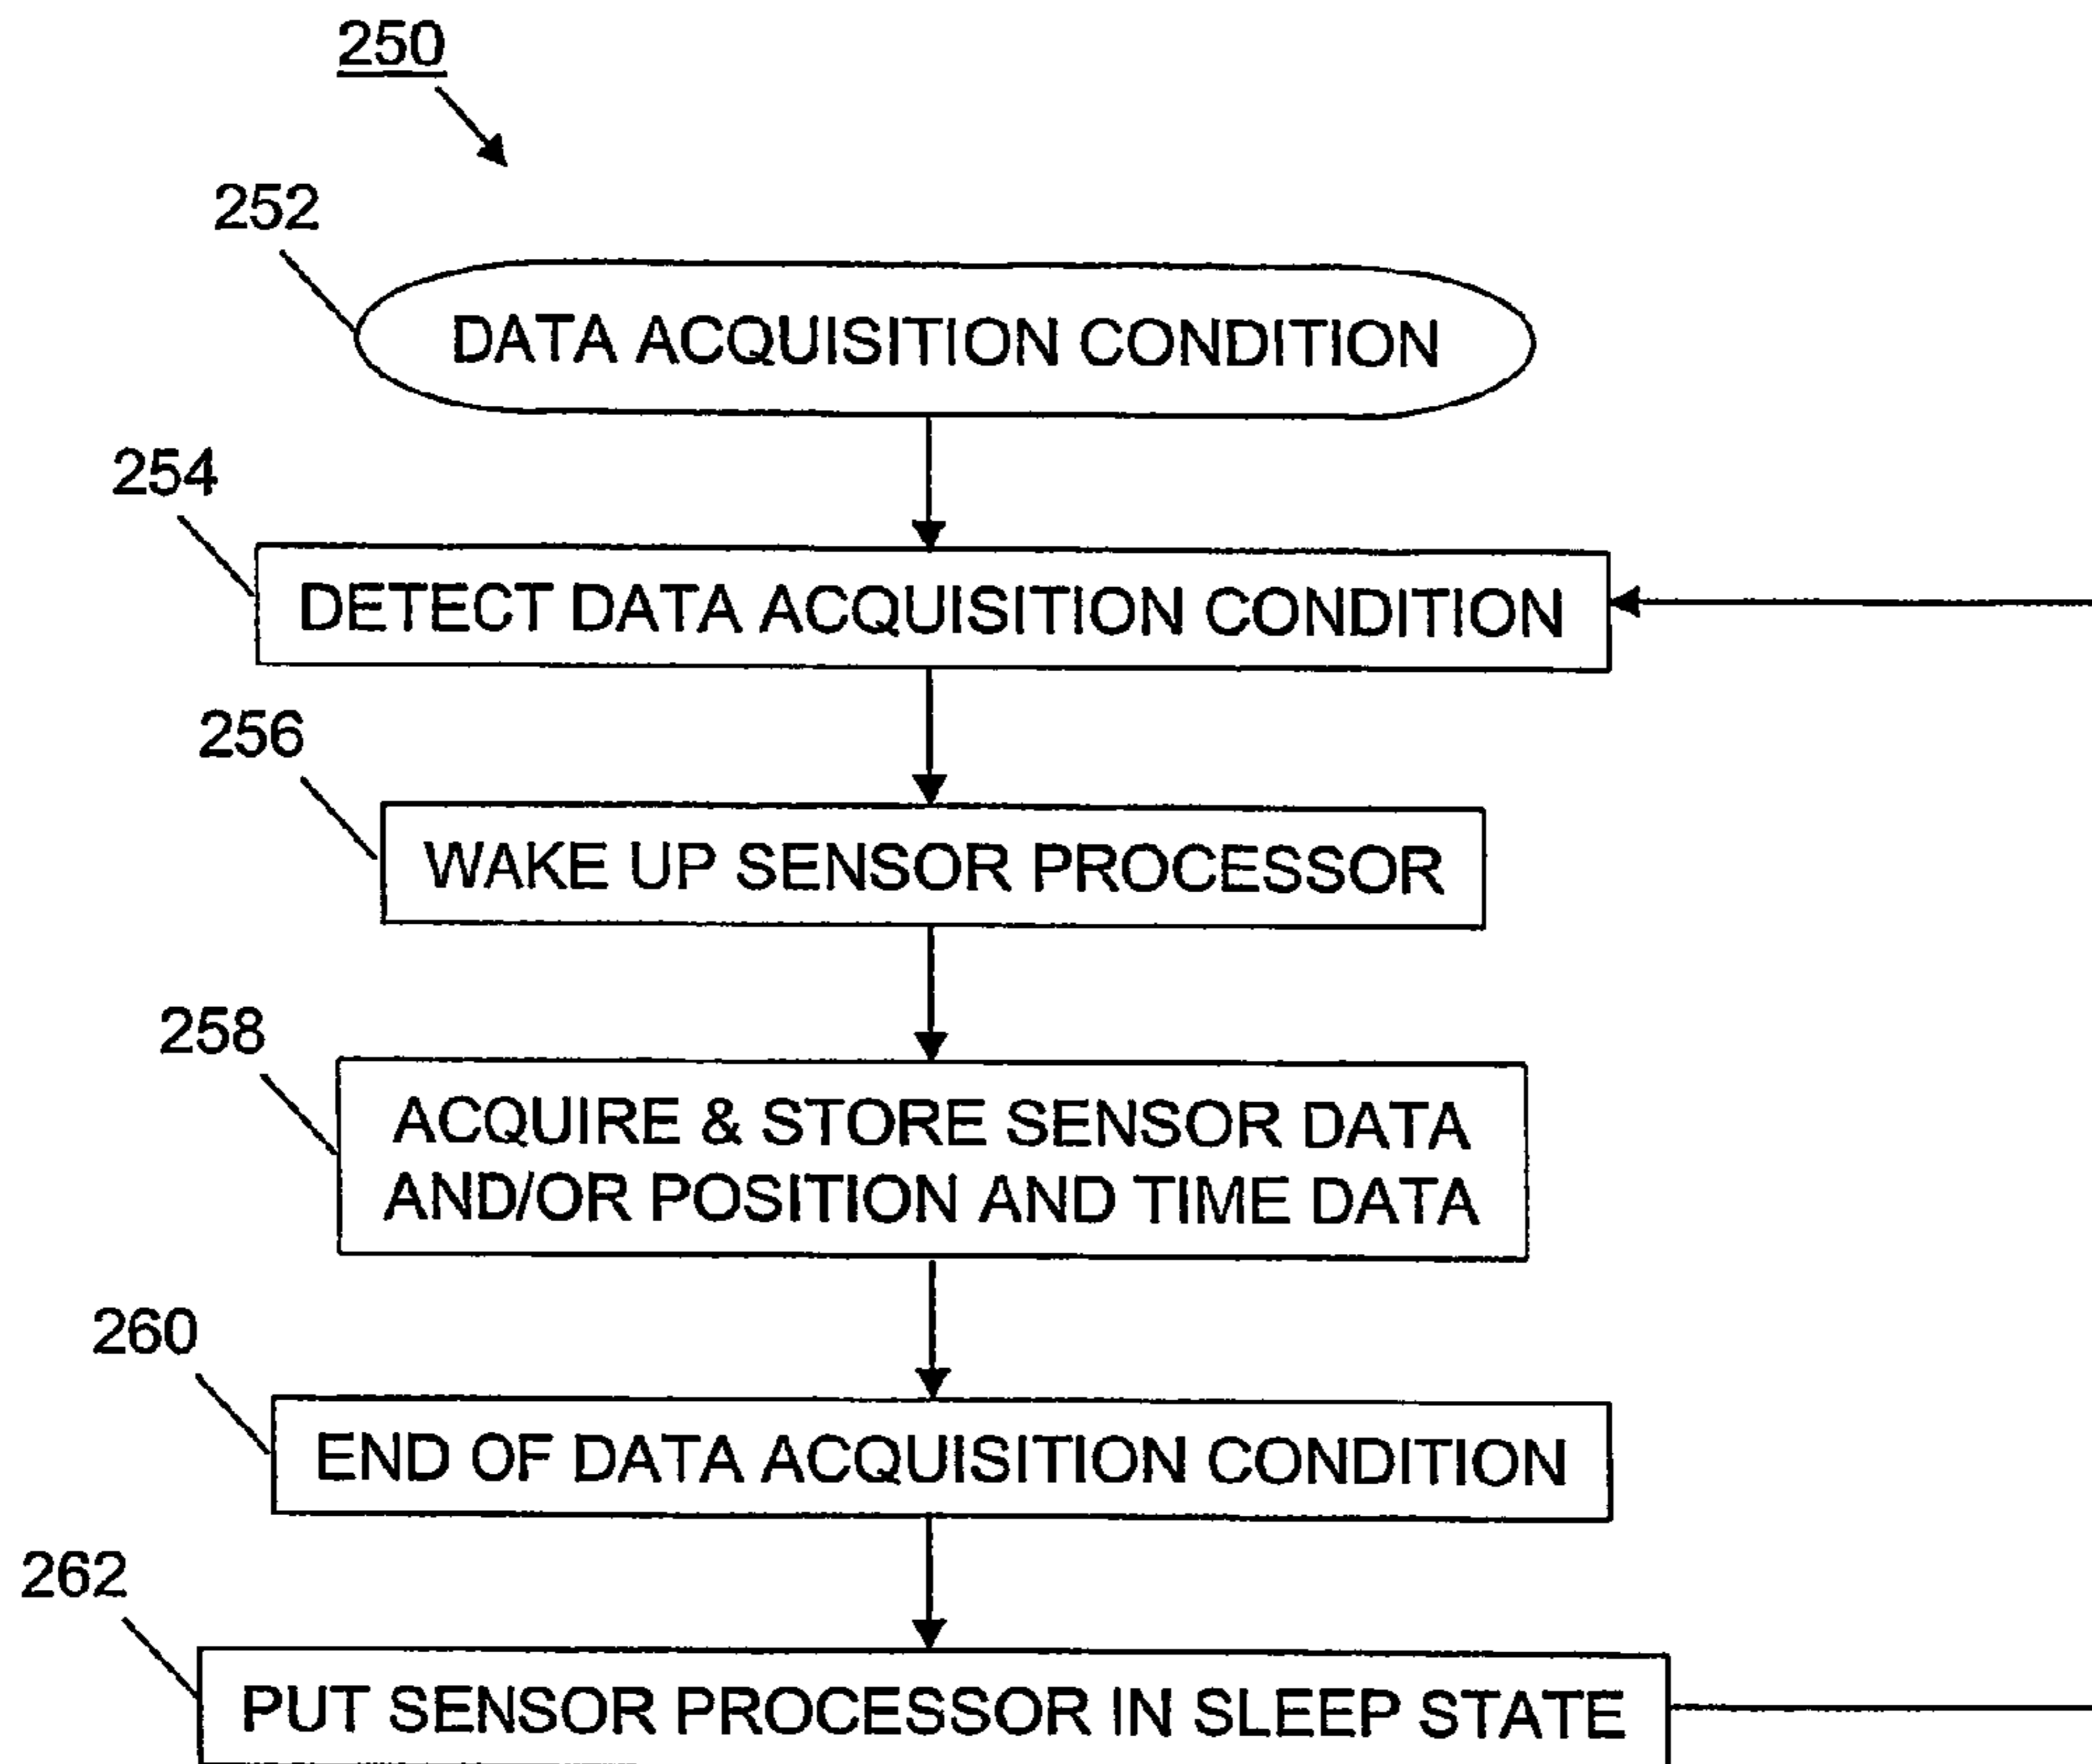 250
252
DATA ACQUISITION CONDITION
254
DETECT DATA ACQUISITION CONDITION
256
WAKE UP SENSOR PROCESSOR
258
ACQUIRE & STORE SENSOR DATA
AND/OR POSITION AND TIME DATA
260
END OF DATA ACQUISITION CONDITION
262
PUT SENSOR PROCESSOR IN SLEEP STATE